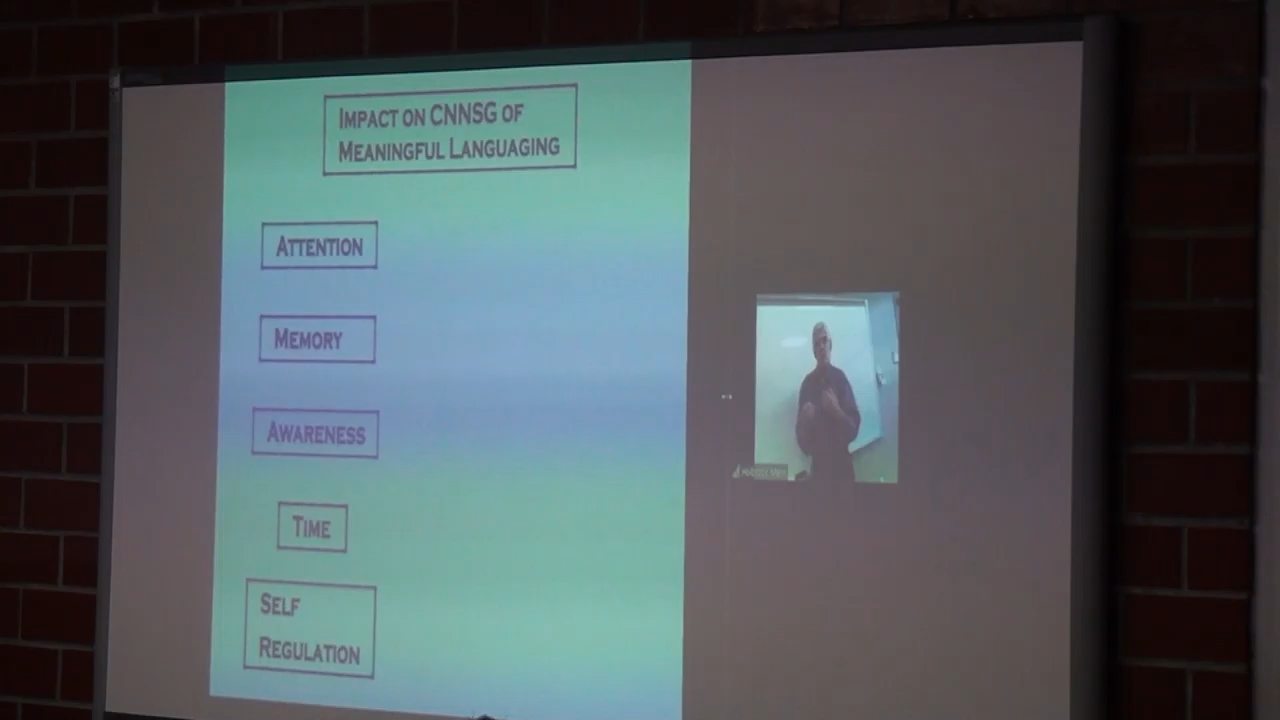 IMPACT ON CNNSG OF
MEANINGFUL LANGUAGING
ATTENTION
MEMORY
AWARENESS
TIME
SELF
REGULATION